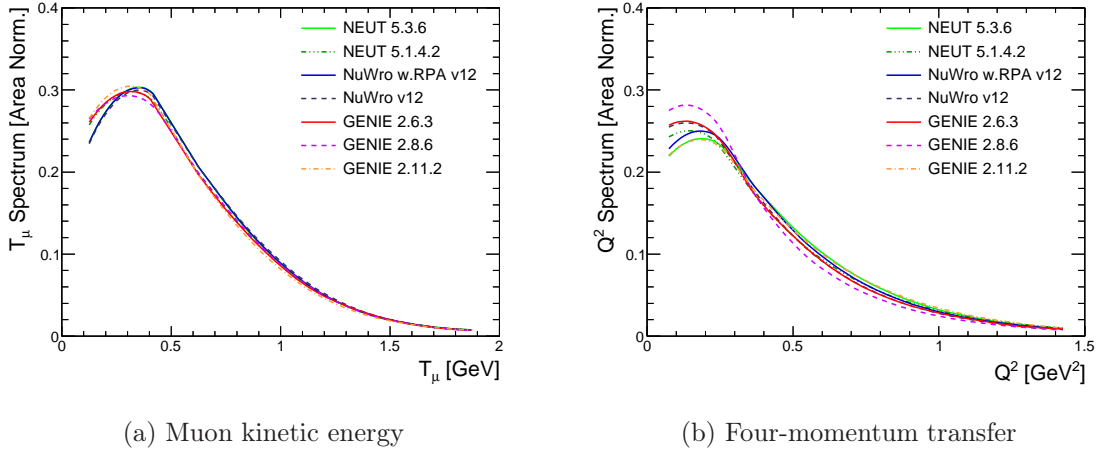 T_μ Spectrum [Area Norm.]
0.4
0.3
0.2
0.1
0
0
0.5
1
1.5
2
T_μ [GeV]
NEUT 5.3.6
NEUT 5.1.4.2
NuWro w.RPA v12
NuWro v12
GENIE 2.6.3
GENIE 2.8.6
GENIE 2.11.2
(a) Muon kinetic energy
Q² Spectrum [Area Norm.]
0.4
0.3
0.2
0.1
0
0
0.5
1
1.5
Q² [GeV²]
NEUT 5.3.6
NEUT 5.1.4.2
NuWro w.RPA v12
NuWro v12
GENIE 2.6.3
GENIE 2.8.6
GENIE 2.11.2
(b) Four-momentum transfer